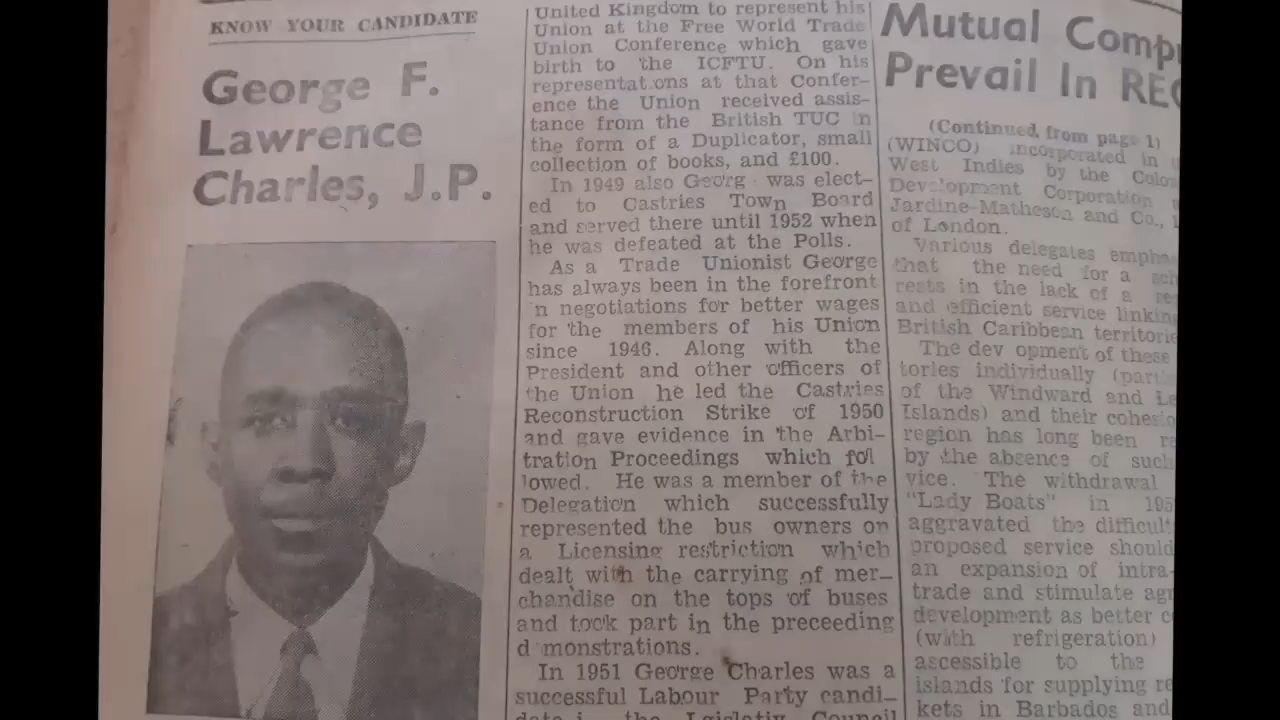 KNOW YOUR CANDIDATE
George F.
Lawrence
Charles, J.P.
United Kingdom to represent his
Union at the Free World Trade
Union Conference which gave
birth to the ICFTU. On his
representat.ons at that Confer-
ence the Union received assis-
tance from the British TUC in
the form of a Duplicator, small
collection of books, and £100.
In 1949 also Georg was elect-
ed to Castries Town Board
and served there until 1952 when
he was defeated at the Polls.
As a Trade Unionist George
has always been in the forefront
'n negotiations for better wages
for the members of his Union
since 1946. Along with the
President and other officers of
the Union he led the Castries
Reconstruction Strike of 1950
and gave evidence in the Arbi-
tration Proceedings which fol
lowed. He was a member of the
Delegation which successfully
represented the bus owners on
a Licensing restriction which
dealt with the carrying of mer-
chandise on the tops of buses
and took part in the preceeding
d monstrations.
In 1951 George Charles was a
successful Labour Party candi-
the Legislativ Council
Mutual Comp
Prevail In REG
(Continued from page 1)
(WINCO) incorporated in
West Indies by the Colo
Development Corporation
Jardine-Matheson and Co.,
of London.
Various delegates empha
that the need for a sch
rests in the lack of a re
and efficient service linking
British Caribbean territorie
The dev opment of these
tories individually (part
of the Windward and Le
Islands) and their cohesio
region has long been re
by the absence of such
vice. The withdrawal
"Lady Boats" in 195
aggravated the difficult
proposed service should
an expansion of intra-
trade and stimulate agr
development as better c
(with refrigeration)
accessible to the
islands for supplying re
kets in Barbados and